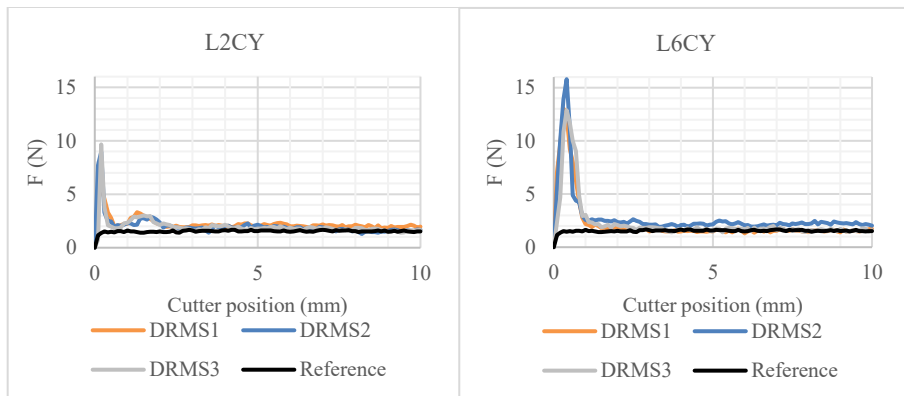 L2CY
F (N)
15
10
5
0
0 5 10
Cutter position (mm)
DRMS1 DRMS2
DRMS3 Reference
L6CY
F (N)
15
10
5
0
0 5 10
Cutter position (mm)
DRMS1 DRMS2
DRMS3 Reference